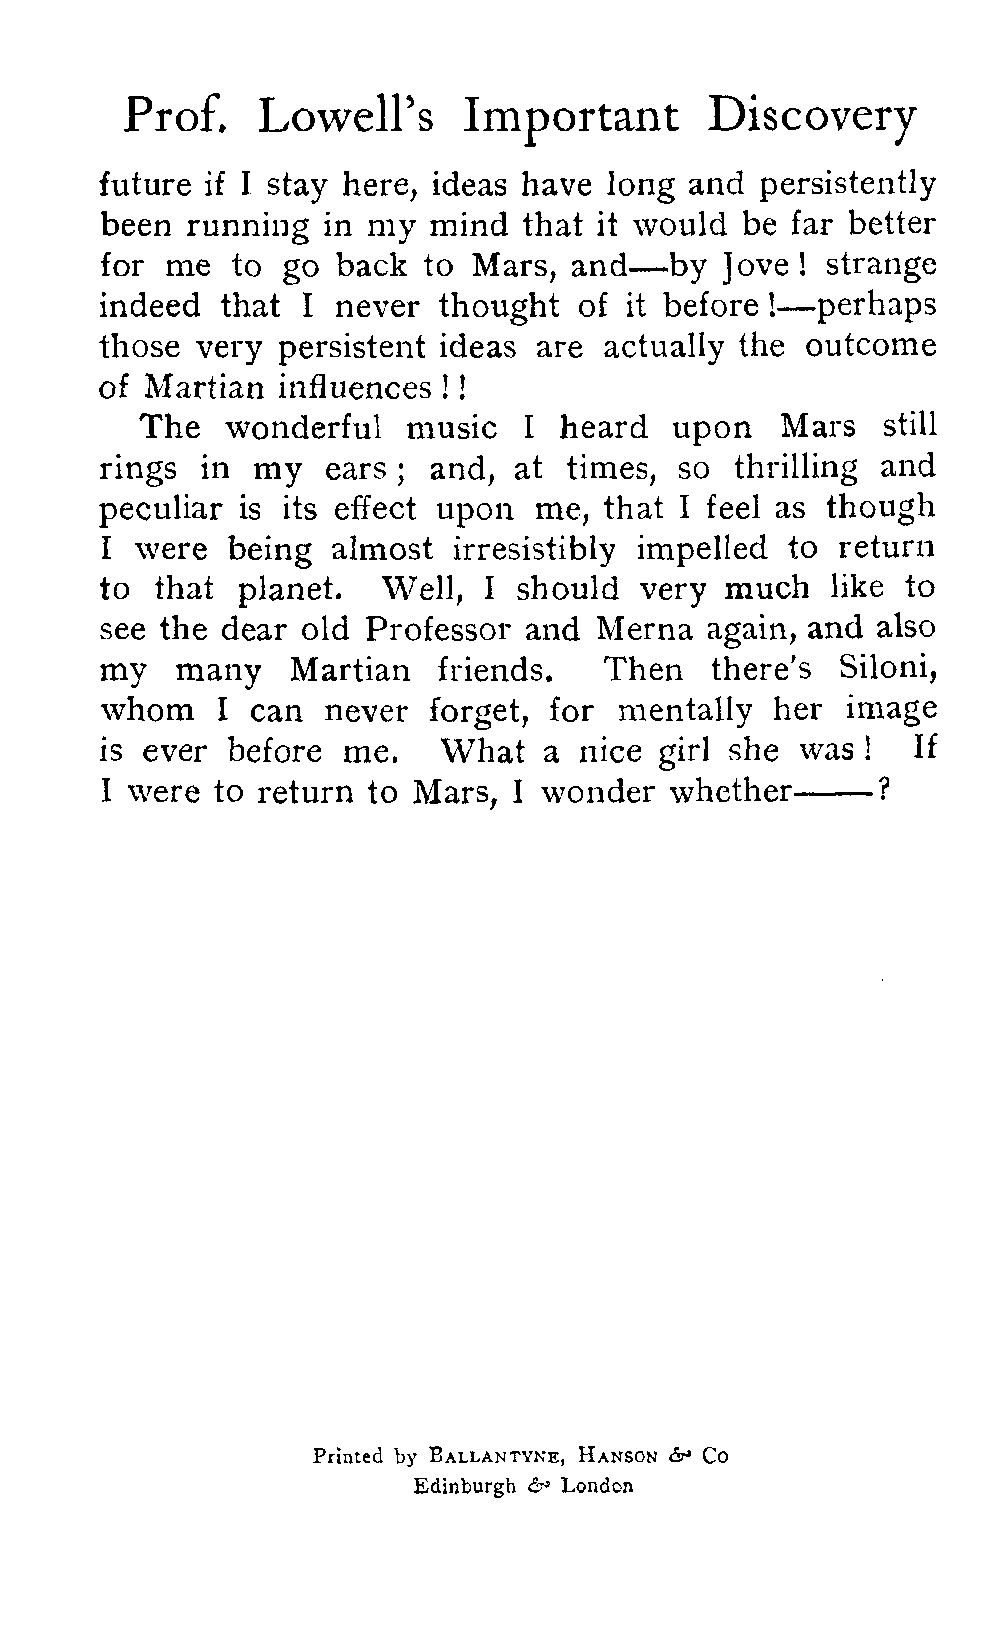 Prof. Lowell's Important Discovery
future if I stay here, ideas have long and persistently
been running in my mind that it would be far better
for me to go back to Mars, and—by Jove! strange
indeed that I never thought of it before!—perhaps
those very persistent ideas are actually the outcome
of Martian influences!!
The wonderful music I heard upon Mars still
rings in my ears; and, at times, so thrilling and
peculiar is its effect upon me, that I feel as though
I were being almost irresistibly impelled to return
to that planet. Well, I should very much like to
see the dear old Professor and Merna again, and also
my many Martian friends. Then there's Siloni,
whom I can never forget, for mentally her image
is ever before me. What a nice girl she was! If
I were to return to Mars, I wonder whether——?
Printed by BALLANTYNE, HANSON & Co
Edinburgh & London